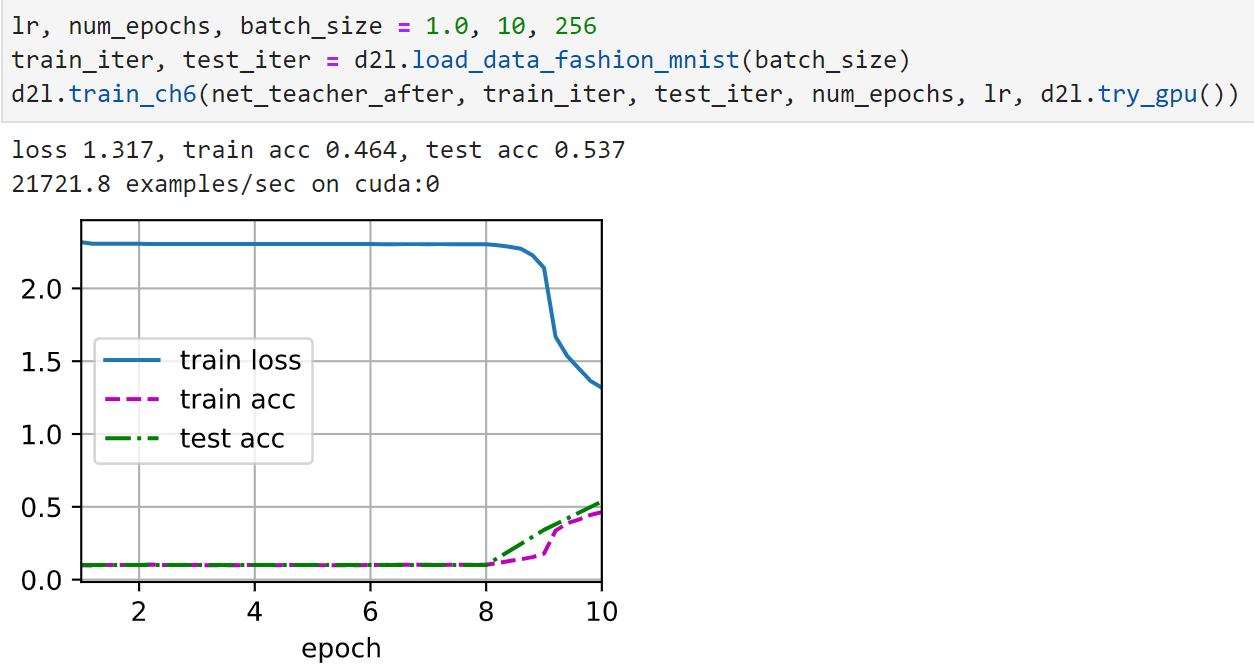 lr, num_epochs, batch_size = 1.0, 10, 256
train_iter, test_iter = d2l.load_data_fashion_mnist(batch_size)
d2l.train_ch6(net_teacher_after, train_iter, test_iter, num_epochs, lr, d2l.try_gpu())
loss 1.317, train acc 0.464, test acc 0.537
21721.8 examples/sec on cuda:0
2.0
1.5
1.0
0.5
0.0
train loss
train acc
test acc
2 4 6 8 10
epoch